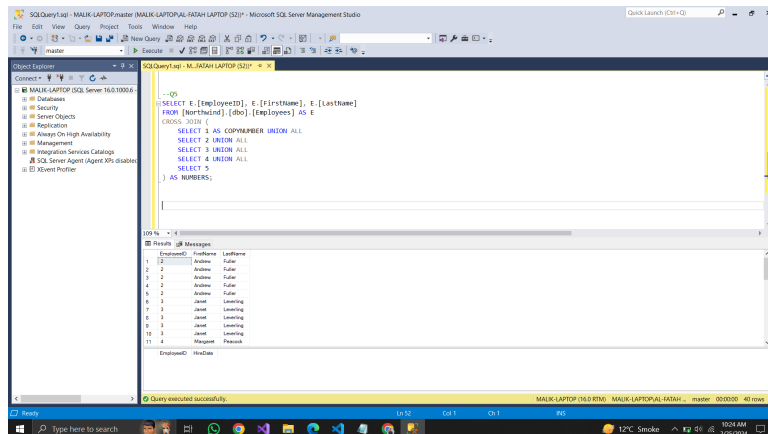 SQLQuery1.sql - MALIK-LAPTOP.master (MALIK-LAPTOP\AL-FATAH LAPTOP (52))* - Microsoft SQL Server Management Studio
Quick Launch (Ctrl+Q)
File Edit View Query Project Tools Window Help
New Query
master
Execute
Object Explorer
SQLQuery1.sql - M...FATAH LAPTOP (52))*
Connect
MALIK-LAPTOP (SQL Server 16.0.1000.6 -
Databases
Security
Server Objects
Replication
Always On High Availability
Management
Integration Services Catalogs
SQL Server Agent (Agent XPs disabled
XEvent Profiler
--Q5
SELECT E.[EmployeeID], E.[FirstName], E.[LastName]
FROM [Northwind].[dbo].[Employees] AS E
CROSS JOIN (
SELECT 1 AS COPYNUMBER UNION ALL
SELECT 2 UNION ALL
SELECT 3 UNION ALL
SELECT 4 UNION ALL
SELECT 5
) AS NUMBERS;
109 %
Results Messages
EmployeeID FirstName LastName
1 2 Andrew Fuller
2 2 Andrew Fuller
3 2 Andrew Fuller
4 2 Andrew Fuller
5 2 Andrew Fuller
6 3 Janet Leverling
7 3 Janet Leverling
8 3 Janet Leverling
9 3 Janet Leverling
10 3 Janet Leverling
11 4 Margaret Peacock
EmployeeID HireDate
Query executed successfully.
MALIK-LAPTOP (16.0 RTM) MALIK-LAPTOP\AL-FATAH ... master 00:00:00 40 rows
Ready Ln 52 Col 1 Ch 1 INS
Type here to search
12°C Smoke
10:24 AM